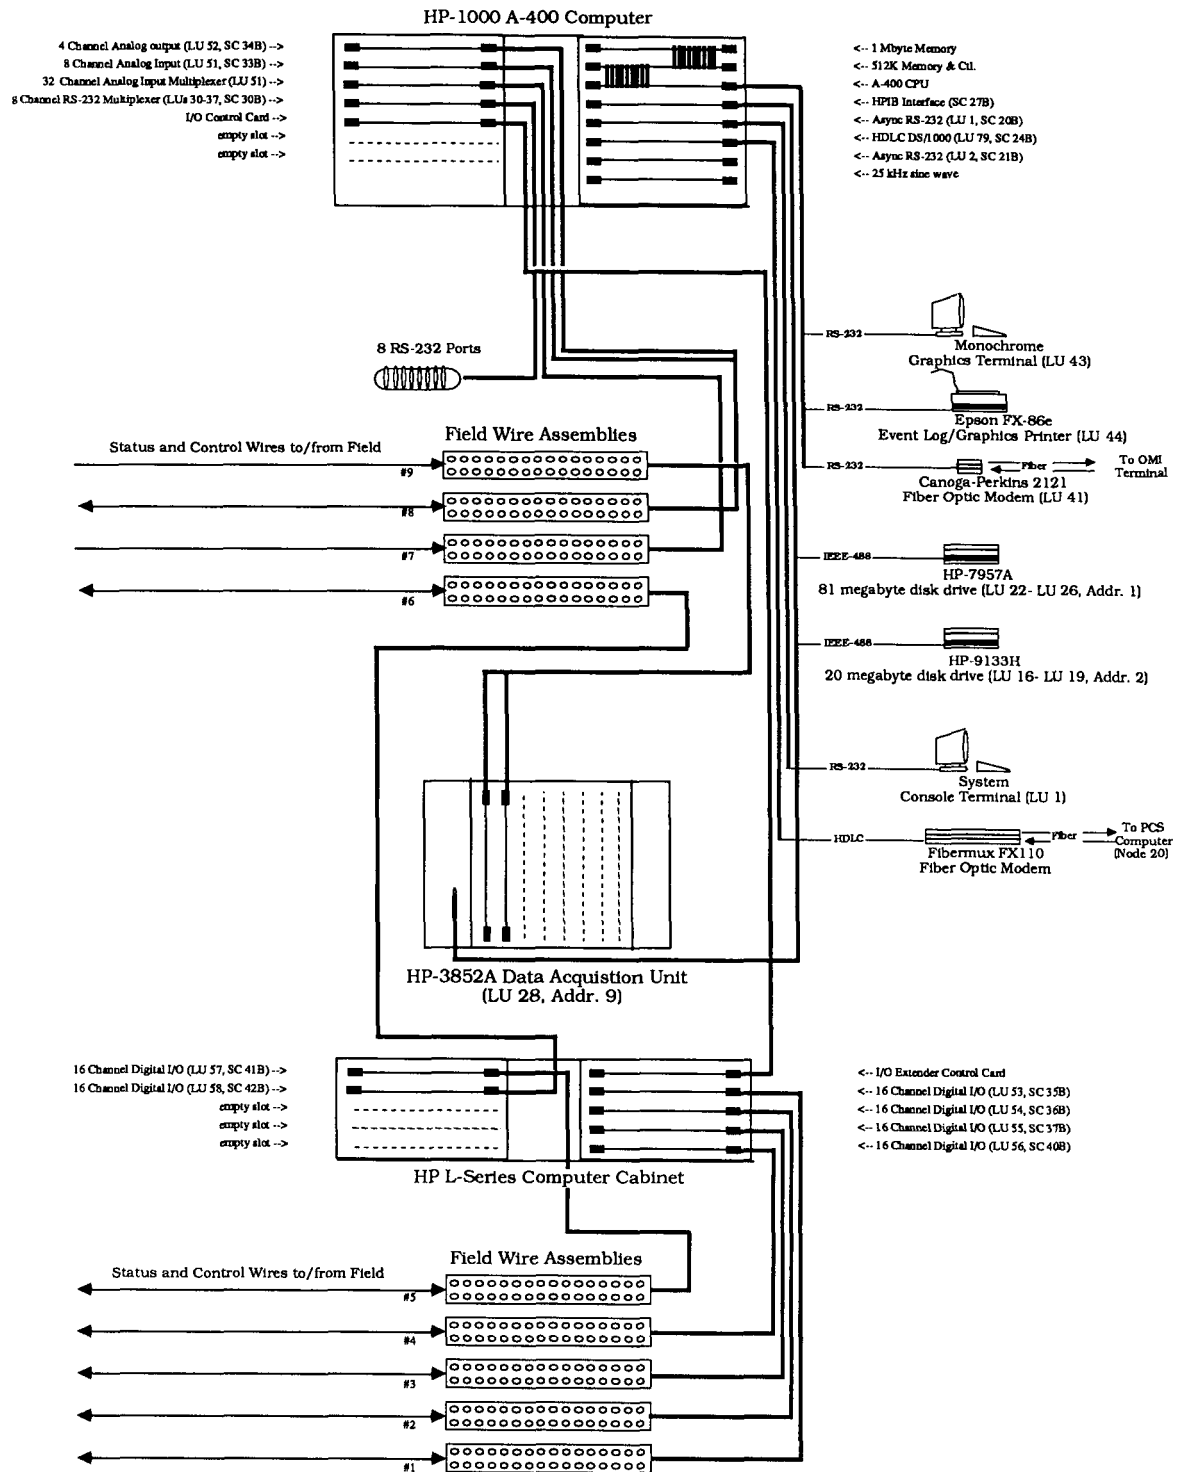 HP-1000 A-400 Computer
4 Channel Analog output (LU 52, SC 34B) -->
8 Channel Analog Input (LU 51, SC 33B) -->
32 Channel Analog Input Multiplexer (LU 51) -->
8 Channel RS-232 Multiplexer (LUs 30-37, SC 30B) -->
I/O Control Card -->
empty slot -->
empty slot -->
<-- 1 Mbyte Memory
<-- 512K Memory & Ctl.
<-- A-400 CPU
<-- HPIB Interface (SC 27B)
<-- Async RS-232 (LU 1, SC 20B)
<-- HDLC DS/1000 (LU 79, SC 24B)
<-- Async RS-232 (LU 2, SC 21B)
<-- 25 kHz sine wave
RS-232
Monochrome
Graphics Terminal (LU 43)
8 RS-232 Ports
RS-232
Epson FX-86e
Event Log/Graphics Printer (LU 44)
Field Wire Assemblies
Status and Control Wires to/from Field
#9
#8
#7
#6
RS-232
Fiber
To OMI
Terminal
Canoga-Perkins 2121
Fiber Optic Modem (LU 41)
IEEE-488
HP-7957A
81 megabyte disk drive (LU 22- LU 26, Addr. 1)
IEEE-488
HP-9133H
20 megabyte disk drive (LU 16- LU 19, Addr. 2)
RS-232
System
Console Terminal (LU 1)
HDLC
Fiber
To PCS
Computer
(Node 20)
Fibermux FX110
Fiber Optic Modem
HP-3852A Data Acquistion Unit
(LU 28, Addr. 9)
16 Channel Digital I/O (LU 57, SC 41B) -->
16 Channel Digital I/O (LU 58, SC 42B) -->
empty slot -->
empty slot -->
empty slot -->
<-- I/O Extender Control Card
<-- 16 Channel Digital I/O (LU 53, SC 35B)
<-- 16 Channel Digital I/O (LU 54, SC 36B)
<-- 16 Channel Digital I/O (LU 55, SC 37B)
<-- 16 Channel Digital I/O (LU 56, SC 40B)
HP L-Series Computer Cabinet
Field Wire Assemblies
Status and Control Wires to/from Field
#5
#4
#3
#2
#1